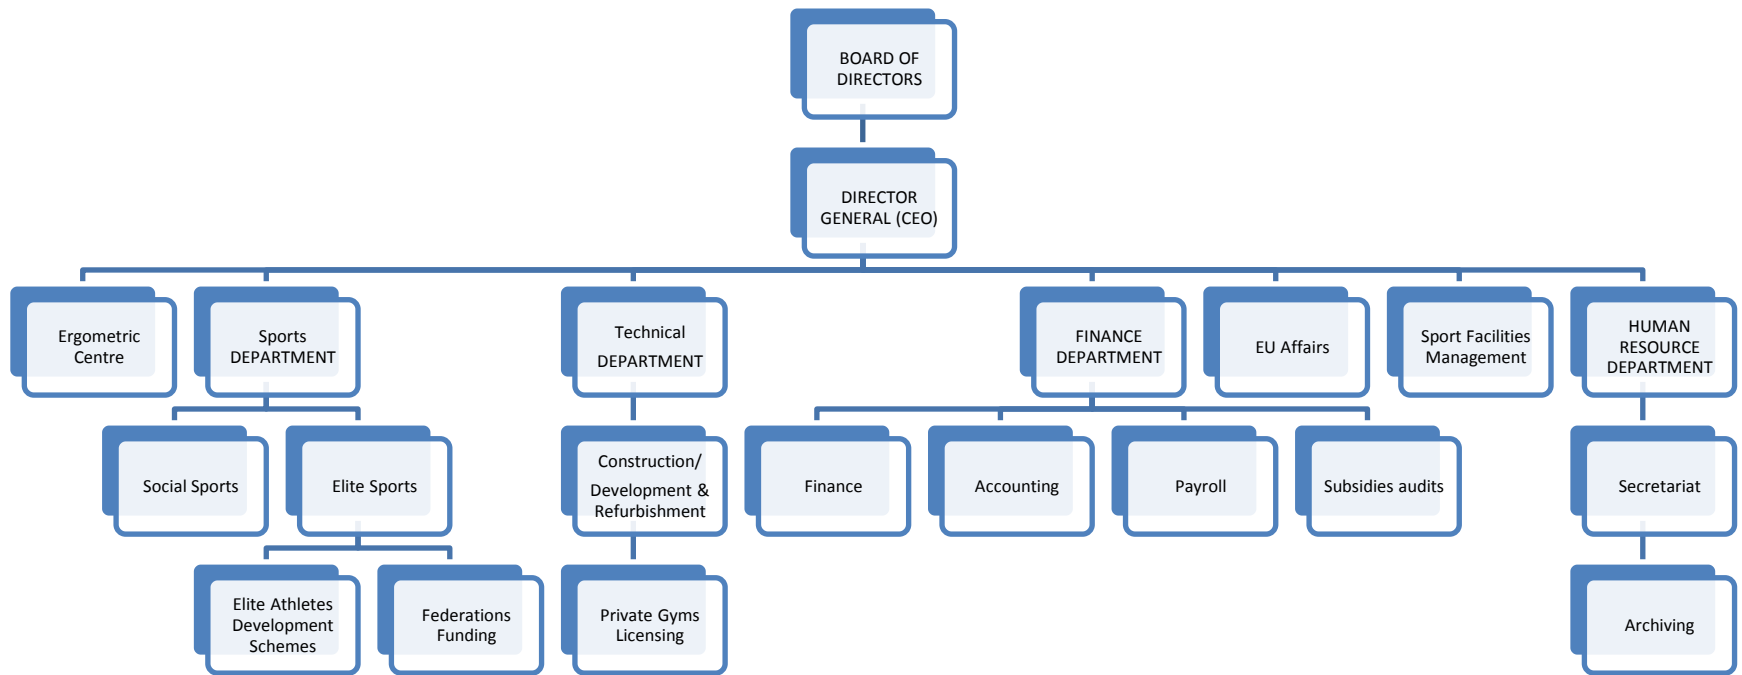 BOARD OF
DIRECTORS
DIRECTOR
GENERAL (CEO)
Ergometric
Centre
Sports
DEPARTMENT
Technical
DEPARTMENT
FINANCE
DEPARTMENT
EU Affairs
Sport Facilities
Management
HUMAN
RESOURCE
DEPARTMENT
Social Sports
Elite Sports
Construction/
Development &
Refurbishment
Finance
Accounting
Payroll
Subsidies audits
Secretariat
Elite Athletes
Development
Schemes
Federations
Funding
Private Gyms
Licensing
Archiving